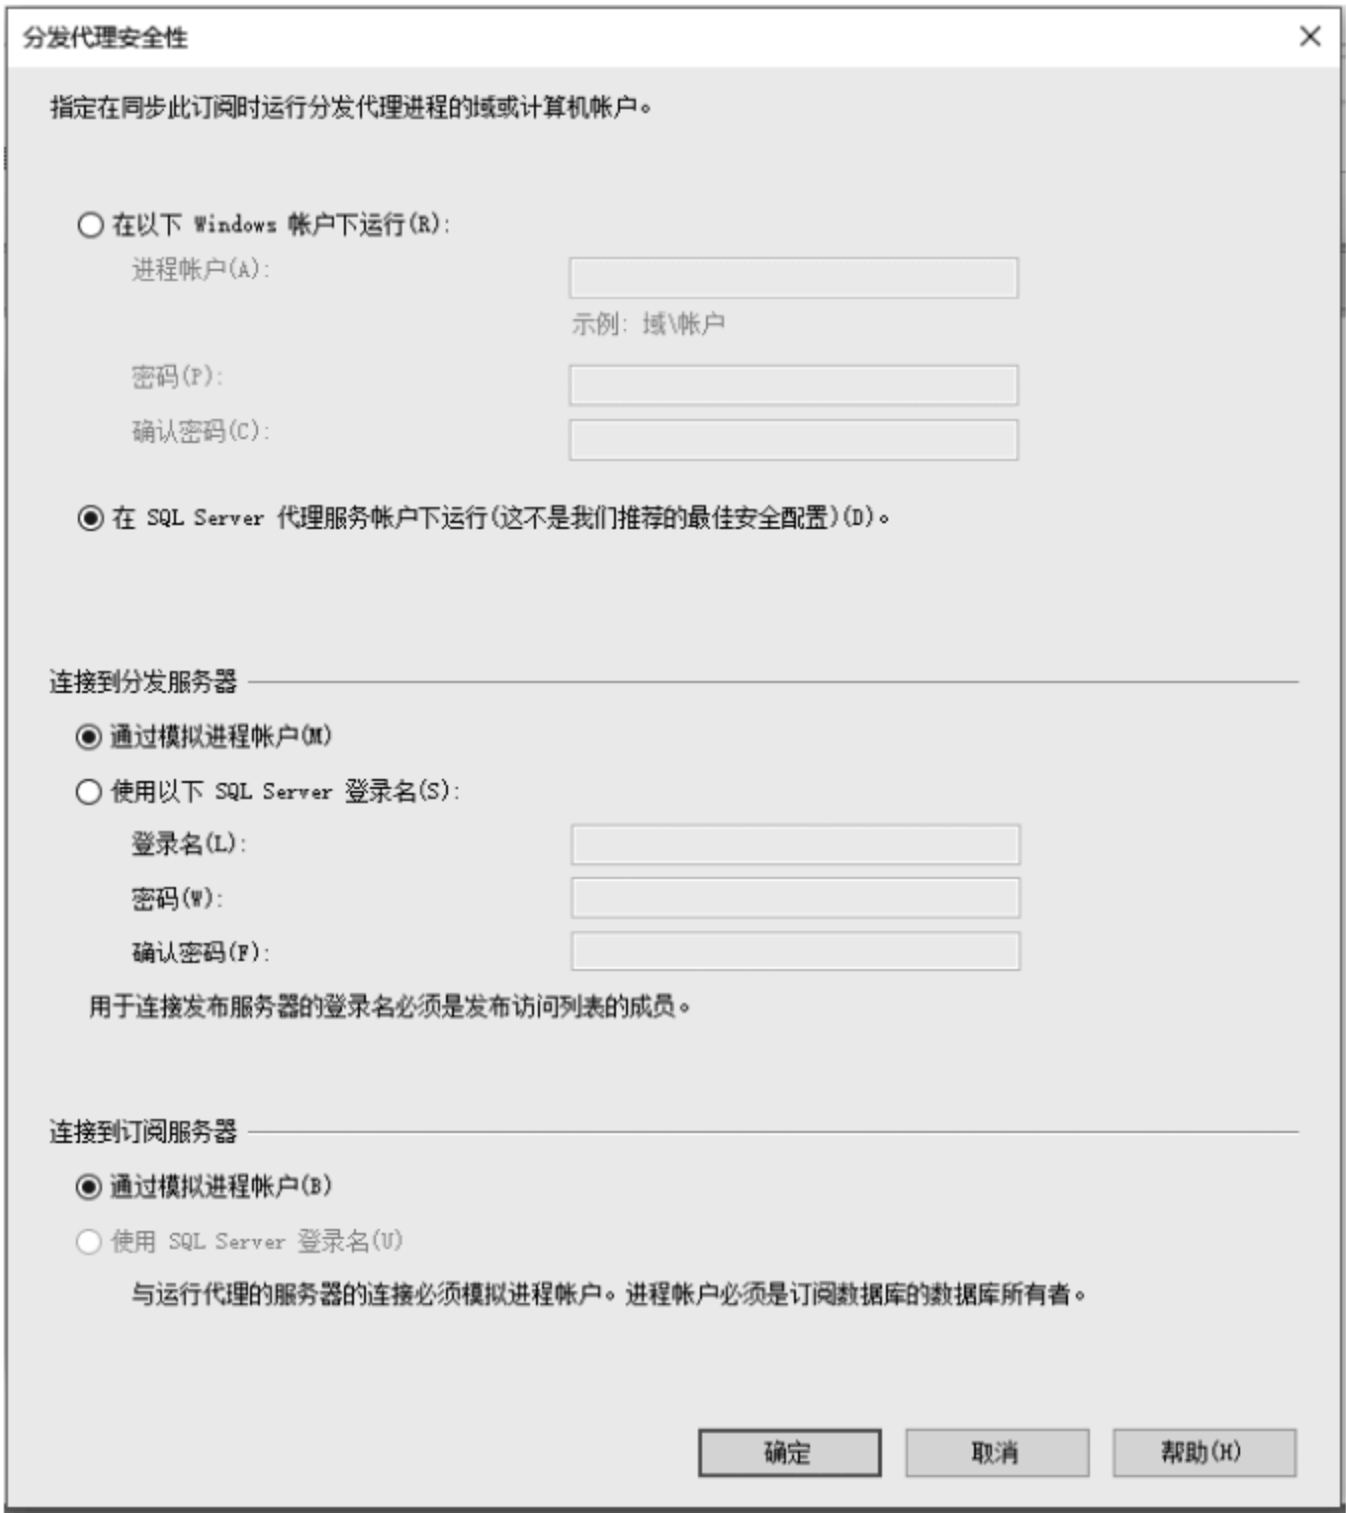 分发代理安全性
指定在同步此订阅时运行分发代理进程的域或计算机帐户。
在以下 Windows 帐户下运行(R):
进程帐户(A):
示例: 域\帐户
密码(P):
确认密码(C):
在 SQL Server 代理服务帐户下运行(这不是我们推荐的最佳安全配置)(D)。
连接到分发服务器
通过模拟进程帐户(M)
使用以下 SQL Server 登录名(S):
登录名(L):
密码(W):
确认密码(F):
用于连接发布服务器的登录名必须是发布访问列表的成员。
连接到订阅服务器
通过模拟进程帐户(B)
使用 SQL Server 登录名(U)
与运行代理的服务器的连接必须模拟进程帐户。进程帐户必须是订阅数据库的数据库所有者。
确定 取消 帮助(H)